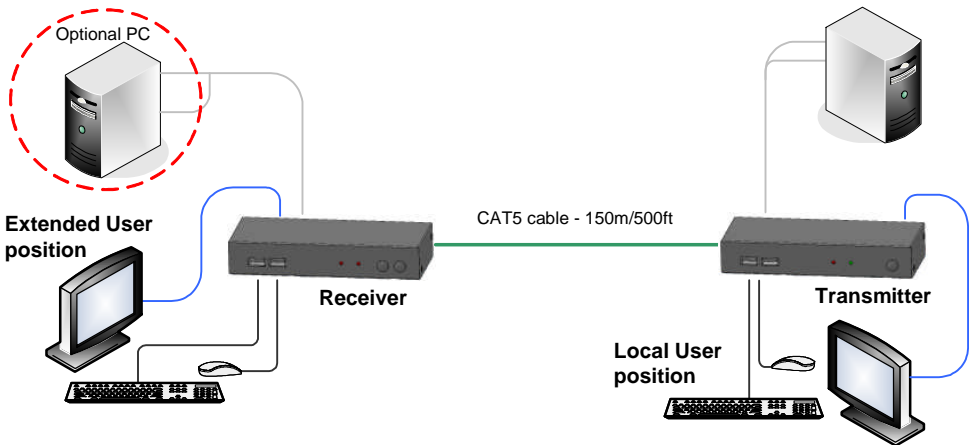 Optional PC
Extended User
position
CAT5 cable - 150m/500ft
Receiver
Transmitter
Local User
position